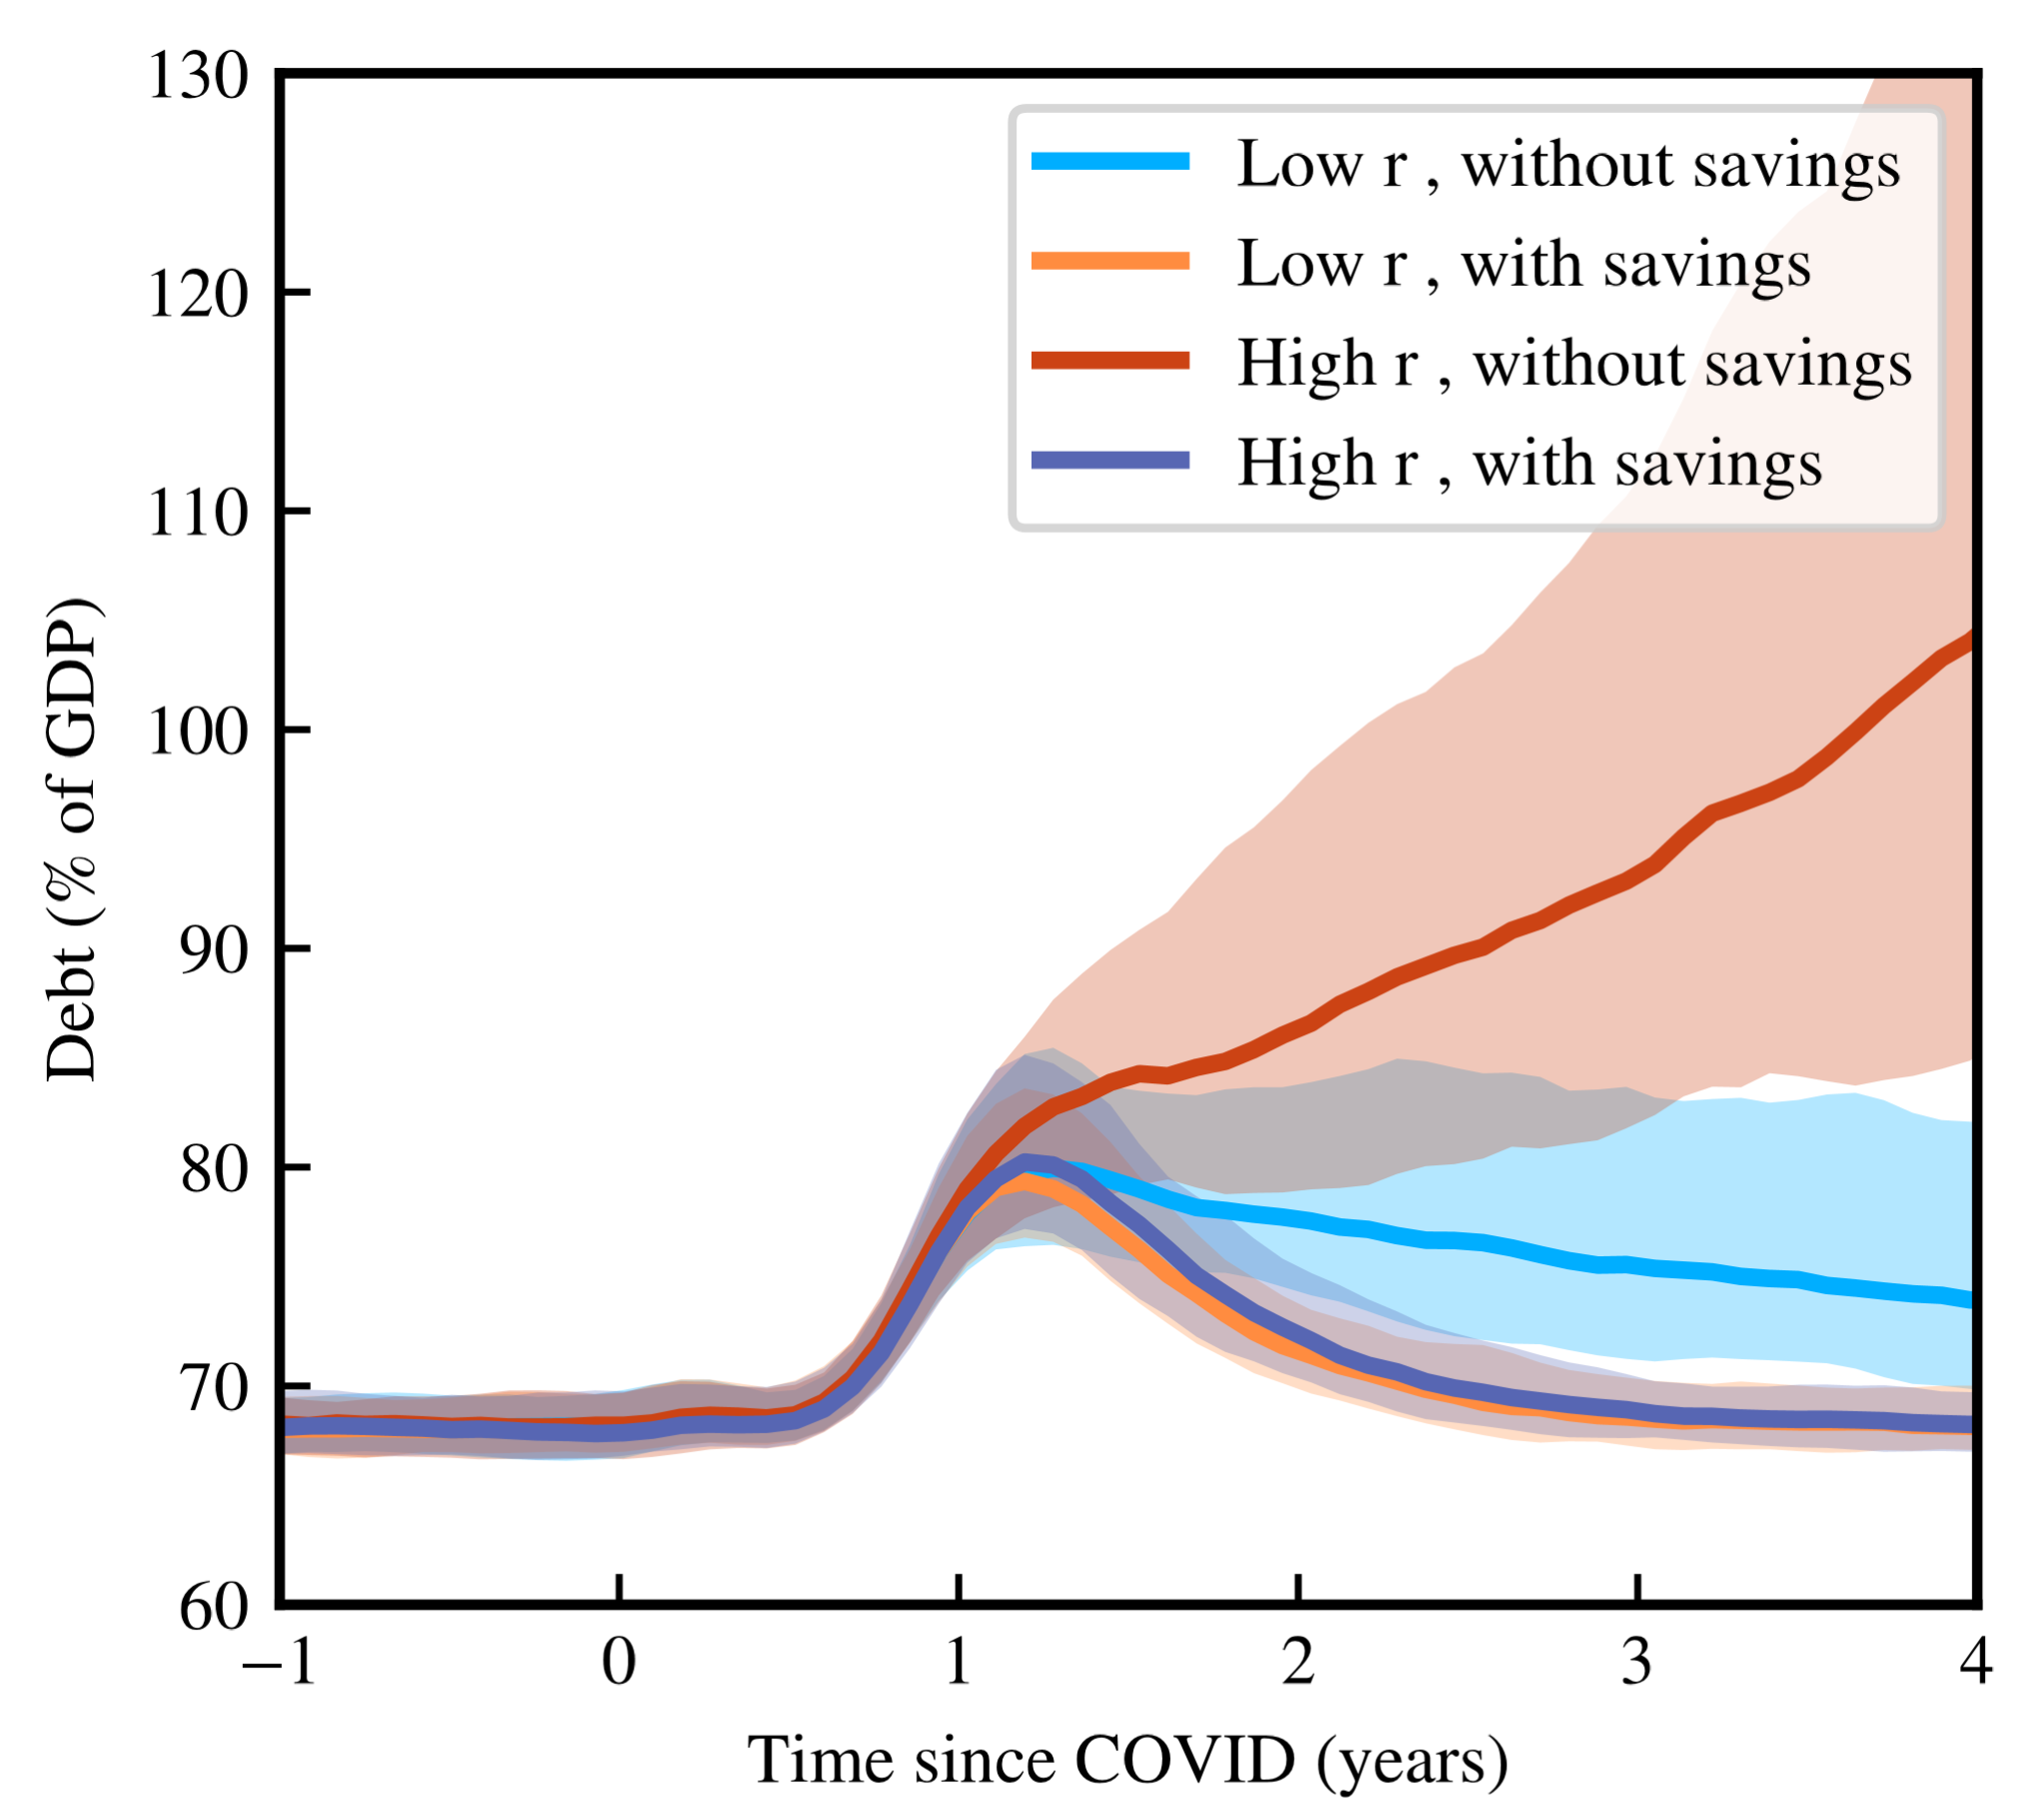 130
120
110
100
90
80
70
60
Debt (% of GDP)
Low r , without savings
Low r , with savings
High r , without savings
High r , with savings
−1 0 1 2 3 4
Time since COVID (years)